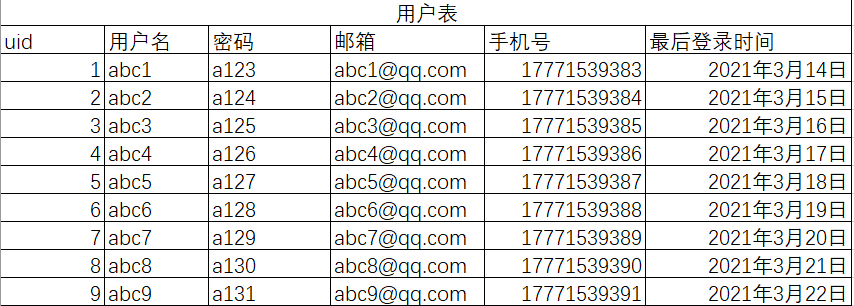 用户表
uid 用户名 密码 邮箱 手机号 最后登录时间
1 abc1 a123 abc1@qq.com 17771539383 2021年3月14日
2 abc2 a124 abc2@qq.com 17771539384 2021年3月15日
3 abc3 a125 abc3@qq.com 17771539385 2021年3月16日
4 abc4 a126 abc4@qq.com 17771539386 2021年3月17日
5 abc5 a127 abc5@qq.com 17771539387 2021年3月18日
6 abc6 a128 abc6@qq.com 17771539388 2021年3月19日
7 abc7 a129 abc7@qq.com 17771539389 2021年3月20日
8 abc8 a130 abc8@qq.com 17771539390 2021年3月21日
9 abc9 a131 abc9@qq.com 17771539391 2021年3月22日